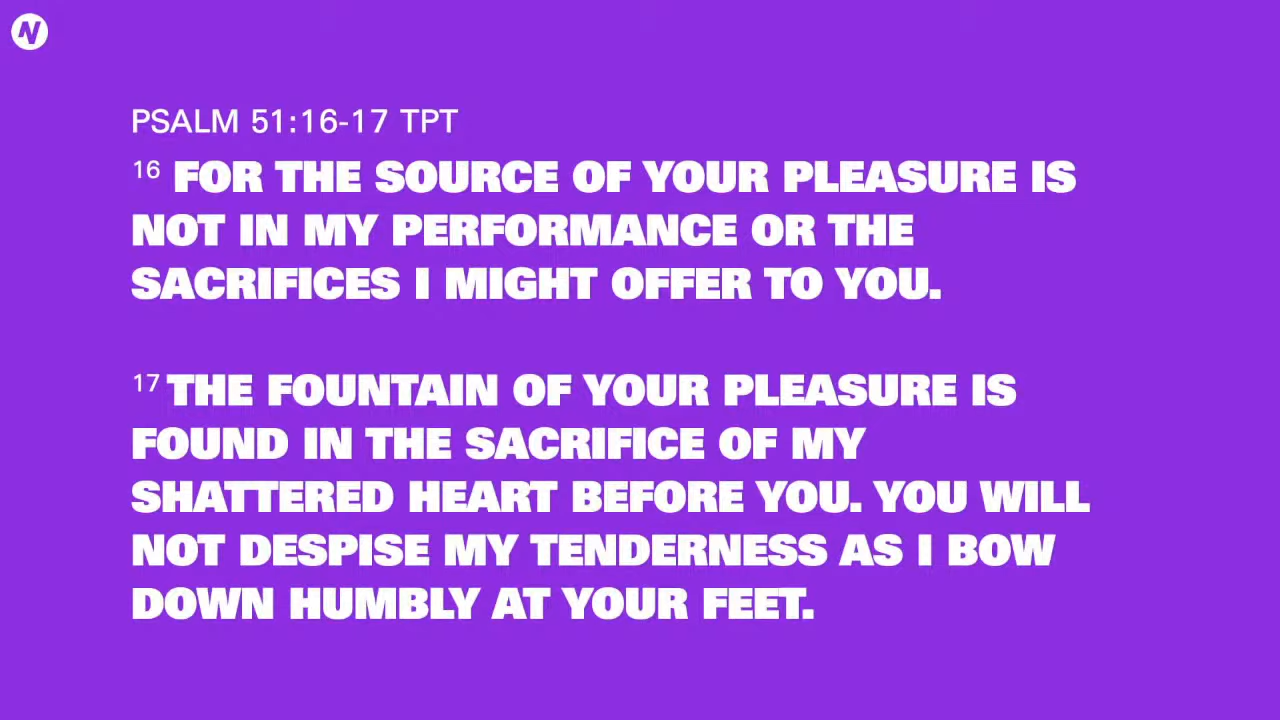 N
PSALM 51:16-17 TPT
16 FOR THE SOURCE OF YOUR PLEASURE IS
NOT IN MY PERFORMANCE OR THE
SACRIFICES I MIGHT OFFER TO YOU.
17 THE FOUNTAIN OF YOUR PLEASURE IS
FOUND IN THE SACRIFICE OF MY
SHATTERED HEART BEFORE YOU. YOU WILL
NOT DESPISE MY TENDERNESS AS I BOW
DOWN HUMBLY AT YOUR FEET.